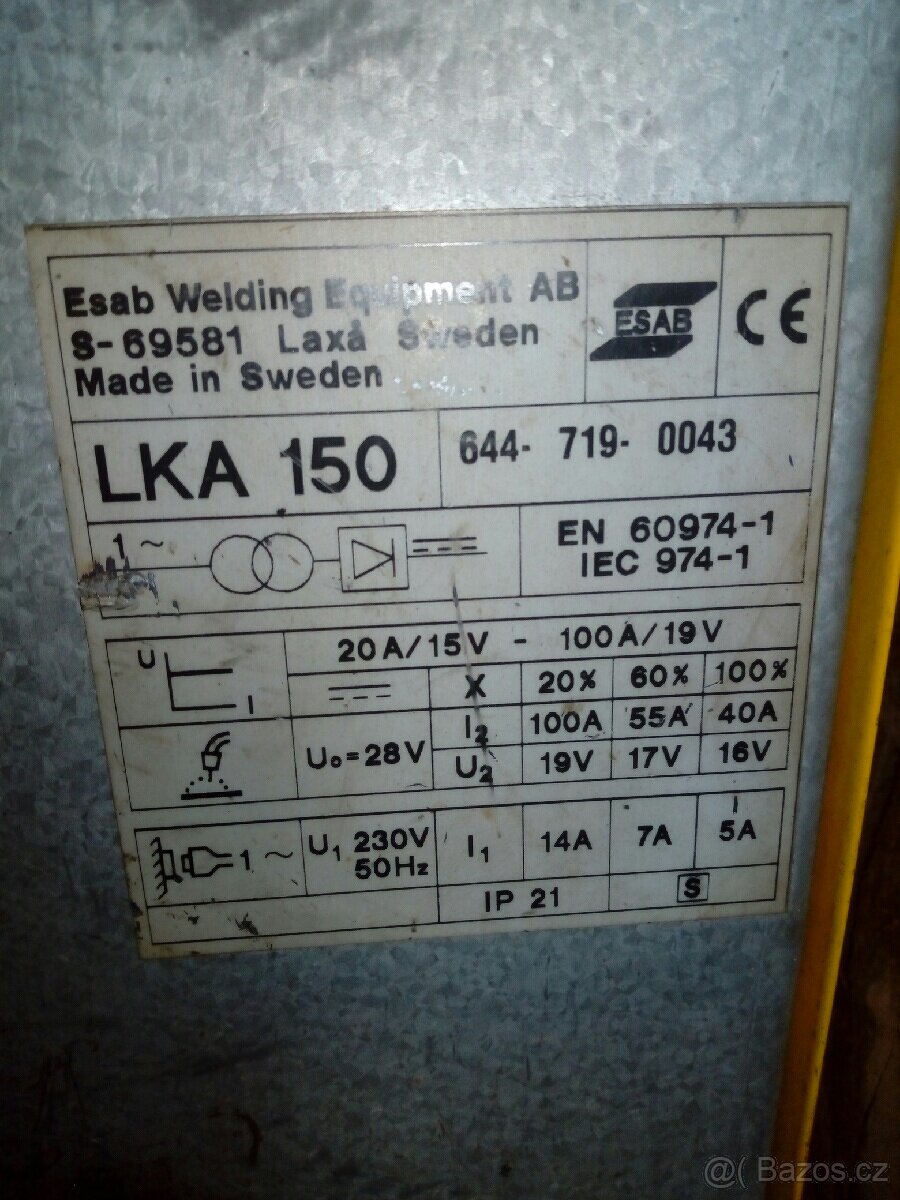 Esab Welding Equipment AB
S-69581 Laxå Sweden
Made in Sweden
ESAB
CE
LKA 150
644- 719- 0043
1 ~
EN 60974-1
IEC 974-1
U
I
20A/15V - 100A/19V
X 20% 60% 100%
I2 100A 55A 40A
U0=28V
U2 19V 17V 16V
1 ~
U1 230V
50Hz
I1 14A 7A 5A
IP 21
S
@( Bazos.cz